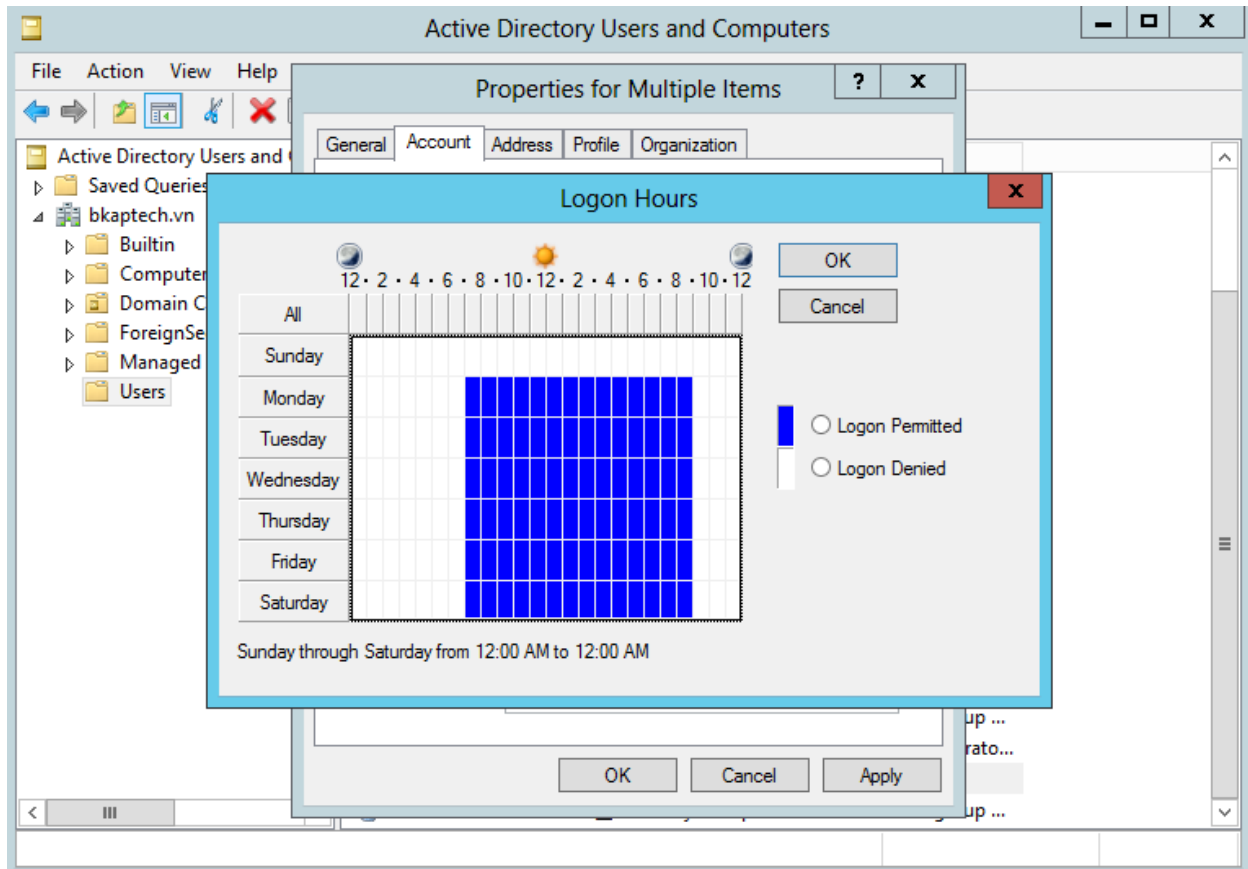 Active Directory Users and Computers
File Action View Help
Properties for Multiple Items
General Account Address Profile Organization
Active Directory Users and
Saved Queries
bkaptech.vn
Builtin
Computer
Domain C
ForeignSe
Managed
Users
Logon Hours
12 · 2 · 4 · 6 · 8 · 10 · 12 · 2 · 4 · 6 · 8 · 10 · 12
All
Sunday
Monday
Tuesday
Wednesday
Thursday
Friday
Saturday
OK
Cancel
Logon Permitted
Logon Denied
Sunday through Saturday from 12:00 AM to 12:00 AM
up ...
rato...
OK Cancel Apply
up ...